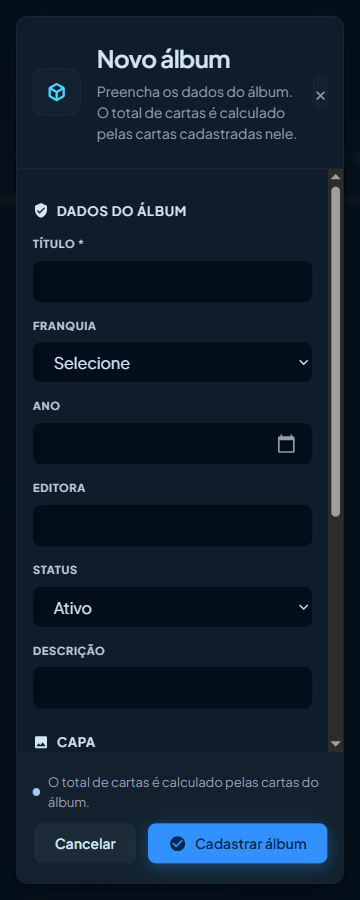 Novo álbum
Preencha os dados do álbum.
O total de cartas é calculado
pelas cartas cadastradas nele.
×
DADOS DO ÁLBUM
TÍTULO *
FRANQUIA
Selecione
ANO
EDITORA
STATUS
Ativo
DESCRIÇÃO
CAPA
O total de cartas é calculado pelas cartas do
álbum.
Cancelar
Cadastrar álbum